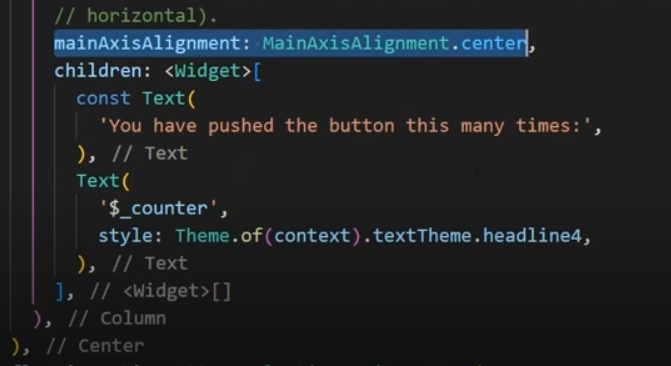 // horizontal).
mainAxisAlignment: MainAxisAlignment.center,
children: <Widget>[
const Text(
'You have pushed the button this many times:',
), // Text
Text(
'$_counter',
style: Theme.of(context).textTheme.headline4,
), // Text
], // <Widget>[]
), // Column
), // Center